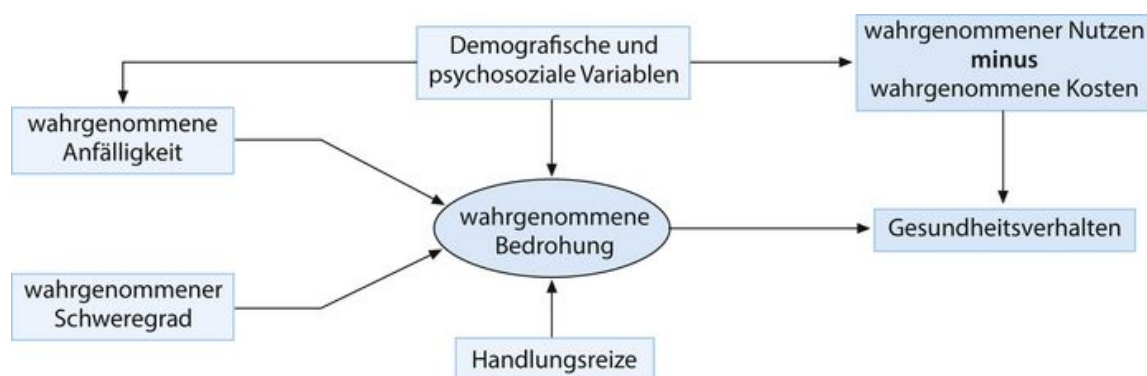 Demografische und
psychosoziale Variablen
wahrgenommener Nutzen
minus
wahrgenommene Kosten
wahrgenommene
Anfälligkeit
wahrgenommene
Bedrohung
Gesundheitsverhalten
wahrgenommener
Schweregrad
Handlungsreize